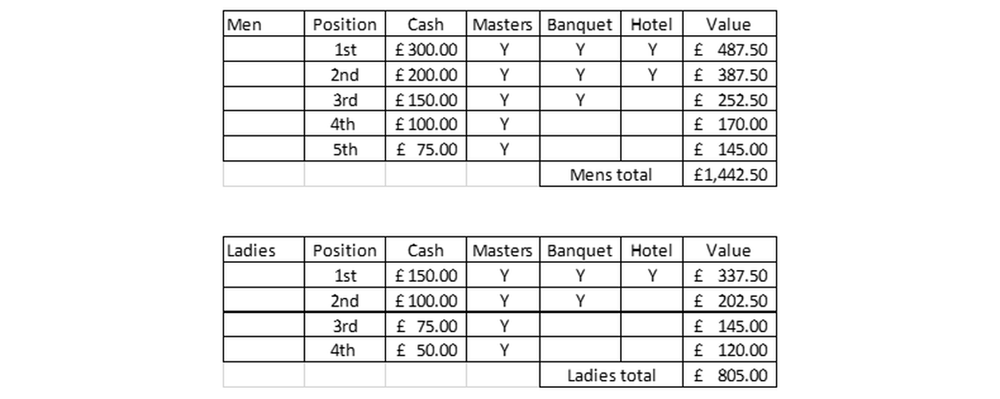 Men Position Cash Masters Banquet Hotel Value
1st £ 300.00 Y Y Y £ 487.50
2nd £ 200.00 Y Y Y £ 387.50
3rd £ 150.00 Y Y £ 252.50
4th £ 100.00 Y £ 170.00
5th £ 75.00 Y £ 145.00
Mens total £1,442.50
Ladies Position Cash Masters Banquet Hotel Value
1st £ 150.00 Y Y Y £ 337.50
2nd £ 100.00 Y Y £ 202.50
3rd £ 75.00 Y £ 145.00
4th £ 50.00 Y £ 120.00
Ladies total £ 805.00